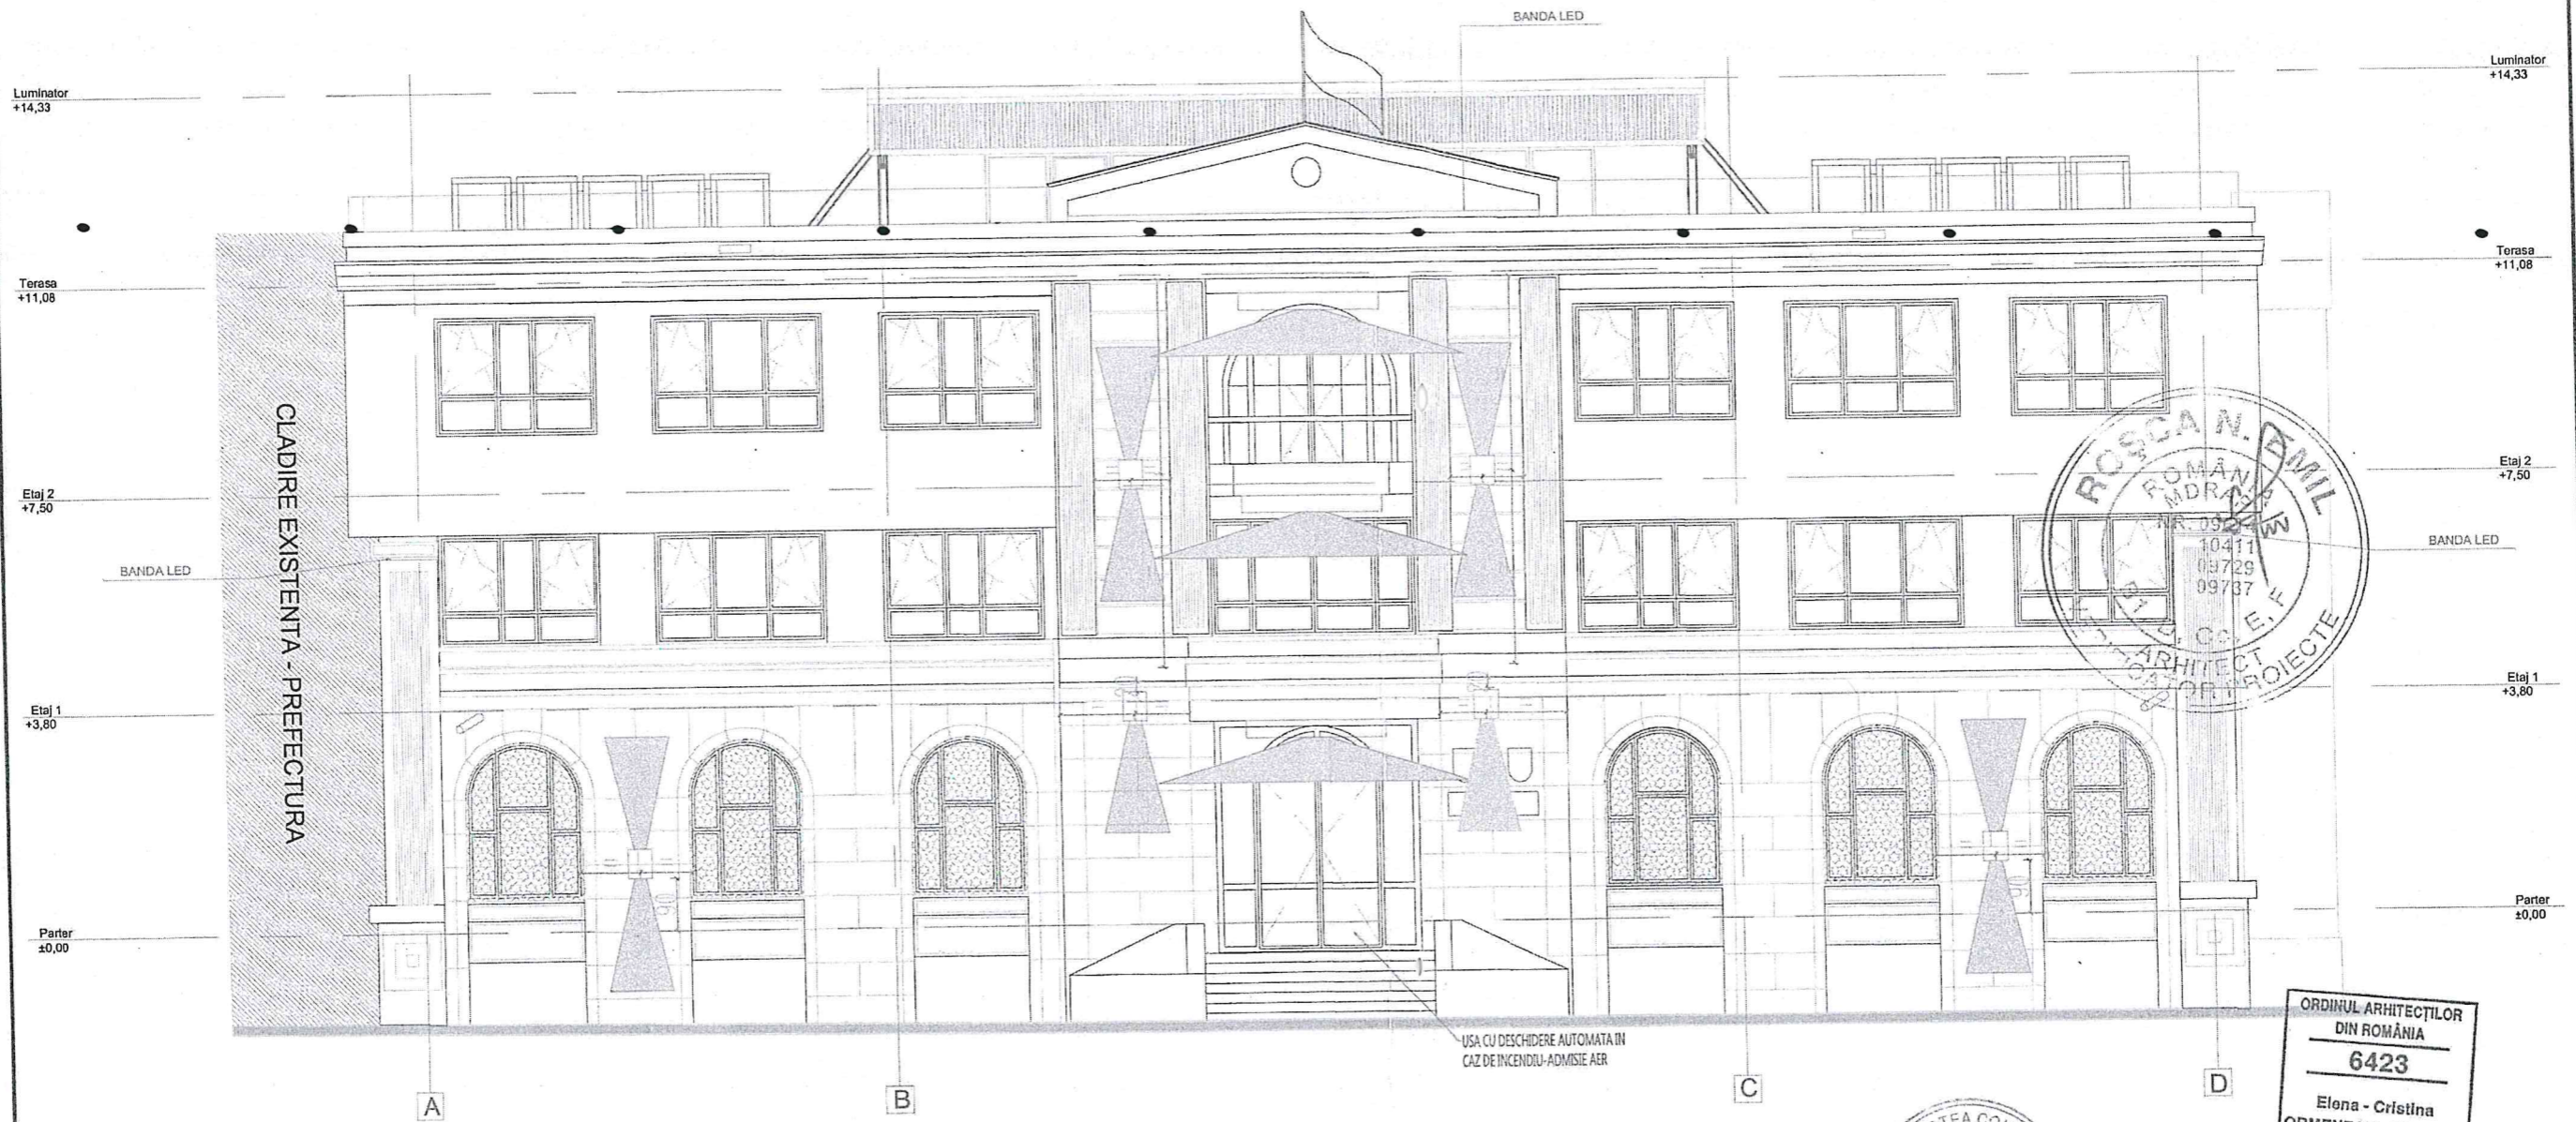 BANDA LED
Luminator
+14,33
Luminator
+14,33
Terasa
+11,08
Terasa
+11,08
Etaj 2
+7,50
Etaj 2
+7,50
CLADIRE EXISTENTA - PREFECTURA
BANDA LED
BANDA LED
ROȘCA N. EMIL
ROMÂNIA
MDRAP
10411
09729
09737
ARHITECT
PROIECTE
Etaj 1
+3,80
Etaj 1
+3,80
90
90
Parter
±0,00
Parter
±0,00
USA CU DESCHIDERE AUTOMATA IN
CAZ DE INCENDIU-ADMISIE AER
A
B
C
D
ORDINUL ARHITECȚILOR
DIN ROMÂNIA
6423
Elena - Cristina